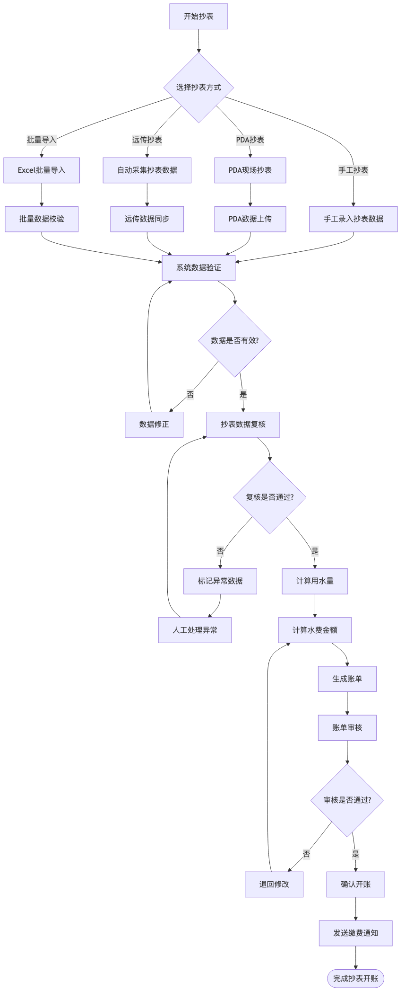 开始抄表
选择抄表方式
批量导入
远传抄表
PDA抄表
手工抄表
Excel批量导入
自动采集抄表数据
PDA现场抄表
批量数据校验
远传数据同步
PDA数据上传
手工录入抄表数据
系统数据验证
数据是否有效?
否
是
数据修正
抄表数据复核
复核是否通过?
否
是
标记异常数据
计算用水量
人工处理异常
计算水费金额
生成账单
账单审核
审核是否通过?
否
是
退回修改
确认开账
发送缴费通知
完成抄表开账